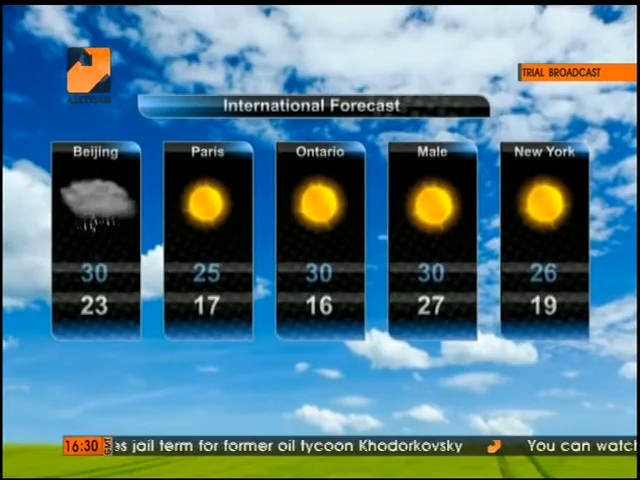 TRIAL BROADCAST
International Forecast
Beijing Paris Ontario Male New York
30 25 30 30 26
23 17 16 27 19
16:30 GMT es jail term for former oil tycoon Khodorkovsky You can watch